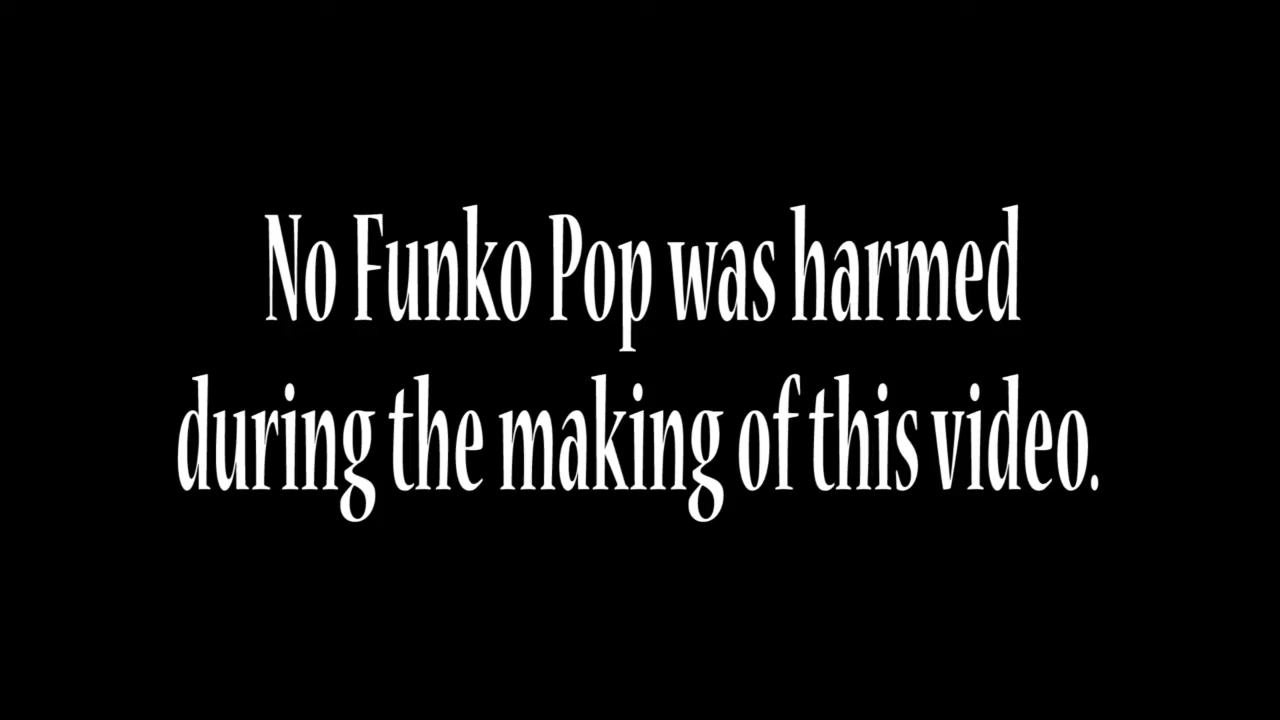 No Funko Pop was harmed
during the making of this video.